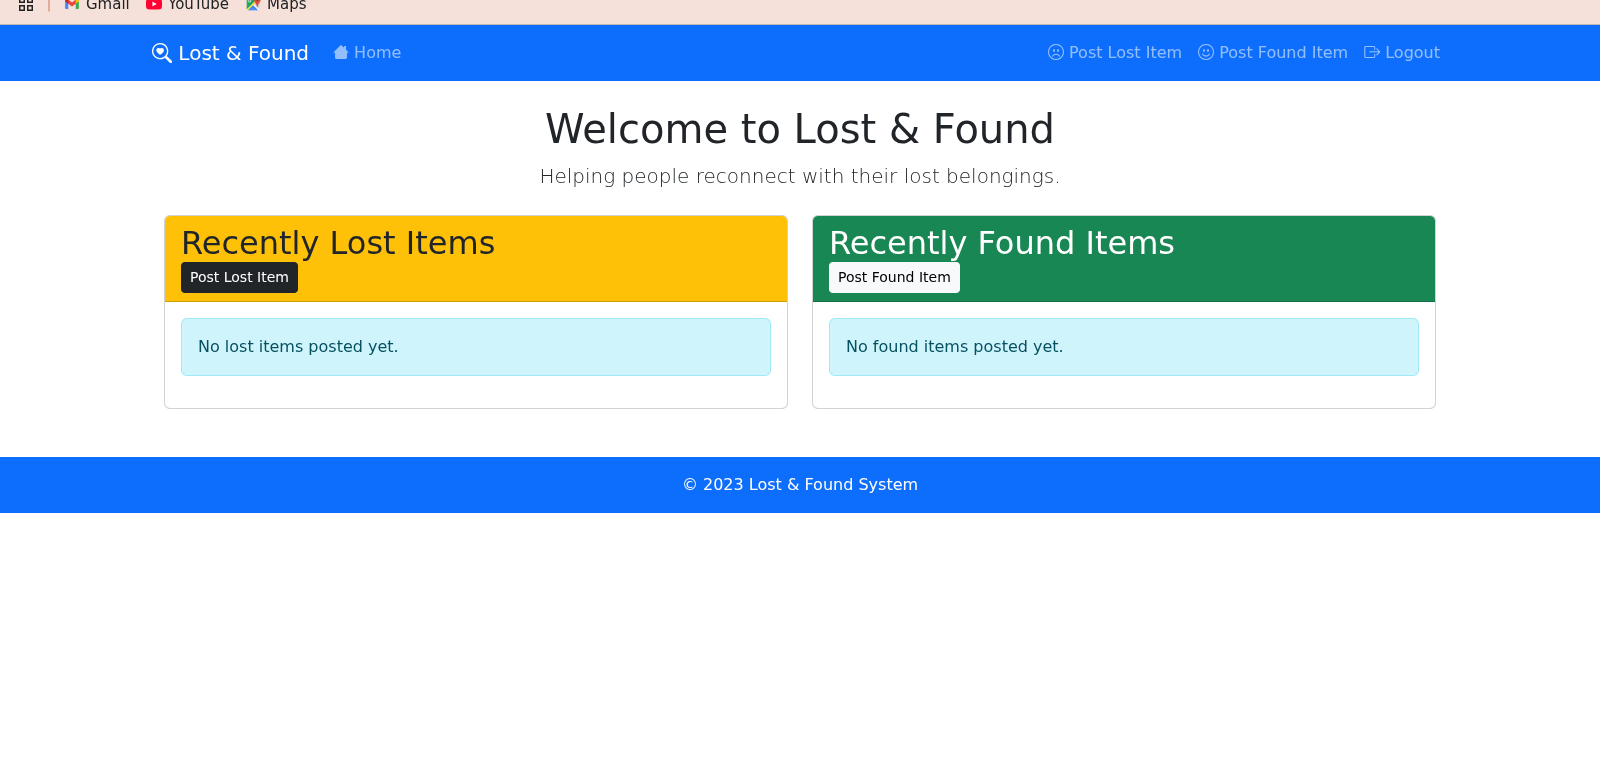 Gmail YouTube Maps
Lost & Found Home Post Lost Item Post Found Item Logout
Welcome to Lost & Found
Helping people reconnect with their lost belongings.
Recently Lost Items
Post Lost Item
No lost items posted yet.
Recently Found Items
Post Found Item
No found items posted yet.
© 2023 Lost & Found System